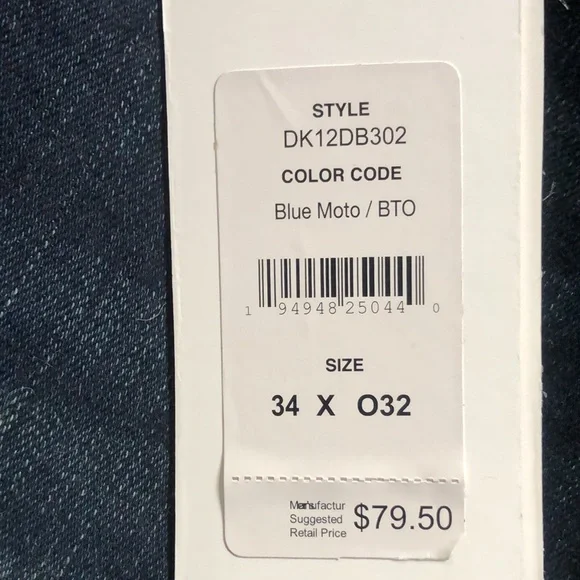 STYLE
DK12DB302
COLOR CODE
Blue Moto / BTO
1 94948 25044 0
SIZE
34 X O32
Suggested
Retail Price
$79.50